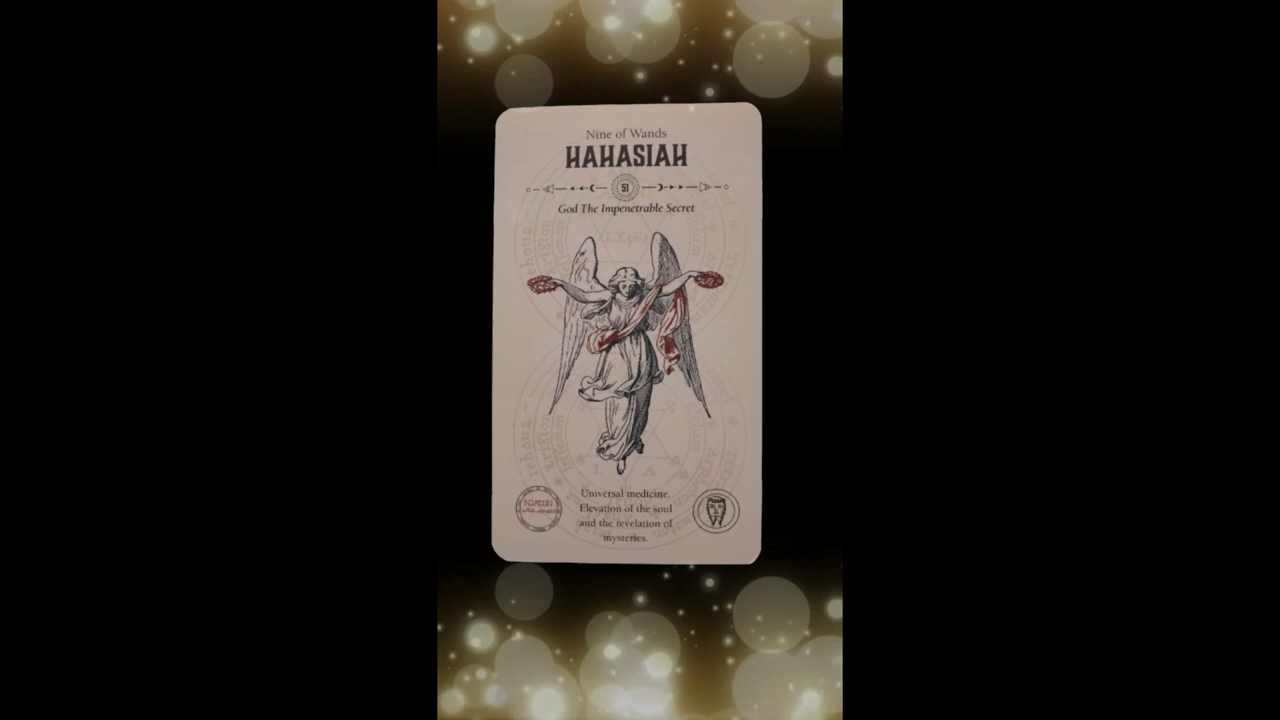 Nine of Wands
HAHASIAH
51
God The Impenetrable Secret
I A
Universal medicine.
Elevation of the soul
and the revelation of
mysteries.